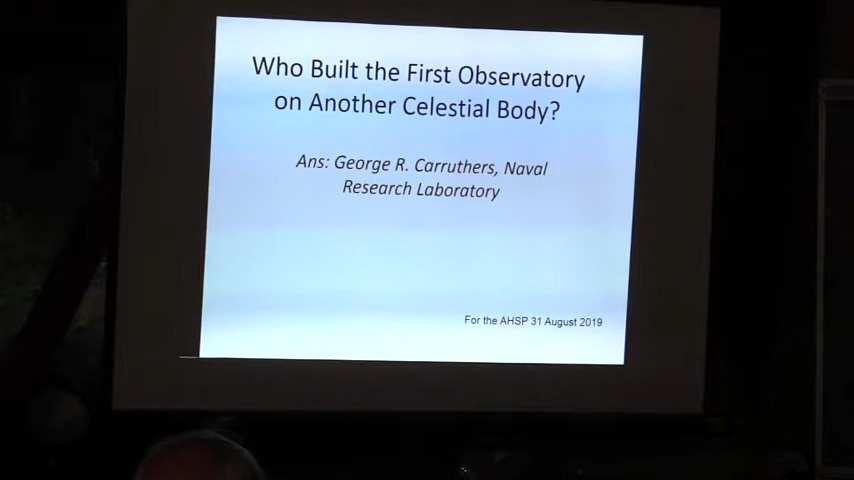 Who Built the First Observatory
on Another Celestial Body?
Ans: George R. Carruthers, Naval
Research Laboratory
For the AHSP 31 August 2019